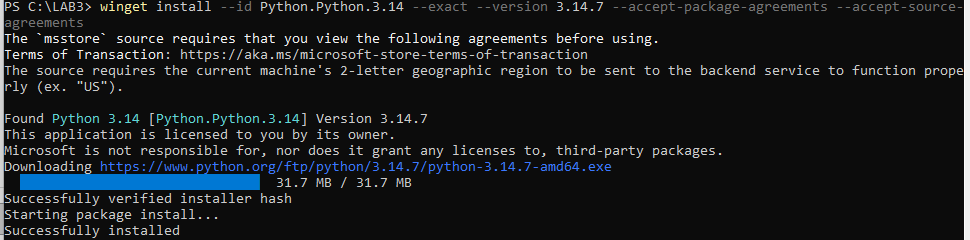 PS C:\LAB3> winget install --id Python.Python.3.14 --exact --version 3.14.7 --accept-package-agreements --accept-source-
agreements
The `msstore` source requires that you view the following agreements before using.
Terms of Transaction: https://aka.ms/microsoft-store-terms-of-transaction
The source requires the current machine's 2-letter geographic region to be sent to the backend service to function prope
rly (ex. "US").
Found Python 3.14 [Python.Python.3.14] Version 3.14.7
This application is licensed to you by its owner.
Microsoft is not responsible for, nor does it grant any licenses to, third-party packages.
Downloading https://www.python.org/ftp/python/3.14.7/python-3.14.7-amd64.exe
31.7 MB / 31.7 MB
Successfully verified installer hash
Starting package install...
Successfully installed